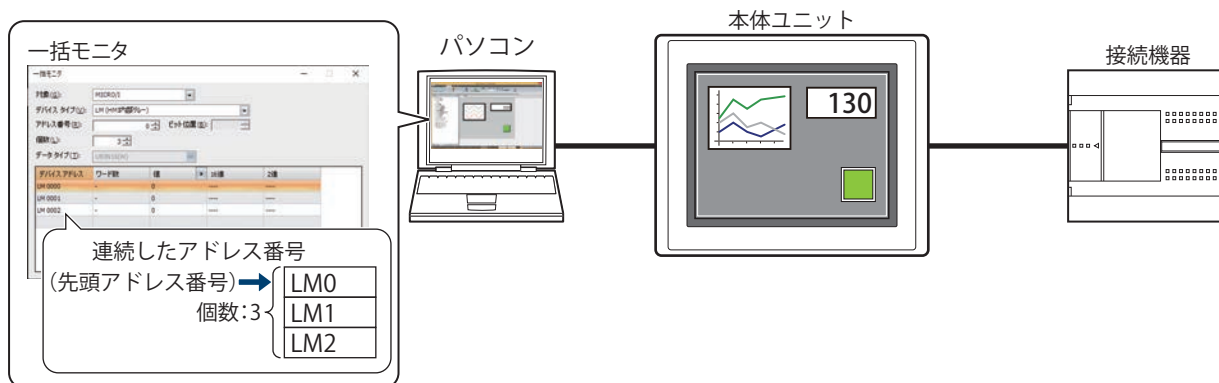 一括モニタ
一括モニタ
対象(G):
MICRO/I
デバイス タイプ(V):
LM (HMI内部リレー)
アドレス番号(R):
0
ビット位置(B):
個数(L):
3
データ タイプ(T):
デバイス アドレス ワード数 値 16進 2進
LM 0000 - 0 ----- -----
LM 0001 - 0 ----- -----
LM 0002 - 0 ----- -----
連続したアドレス番号
(先頭アドレス番号)
LM0
個数:3
LM1
LM2
パソコン
本体ユニット
130
接続機器